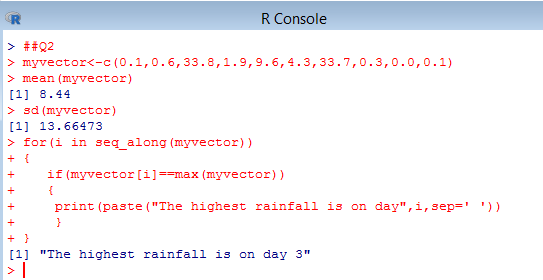 R Console
> ##Q2
> myvector<-c(0.1,0.6,33.8,1.9,9.6,4.3,33.7,0.3,0.0,0.1)
> mean(myvector)
[1] 8.44
> sd(myvector)
[1] 13.66473
> for(i in seq_along(myvector))
+ {
+    if(myvector[i]==max(myvector))
+    {
+     print(paste("The highest rainfall is on day",i,sep=' '))
+     }
+ }
[1] "The highest rainfall is on day 3"
>